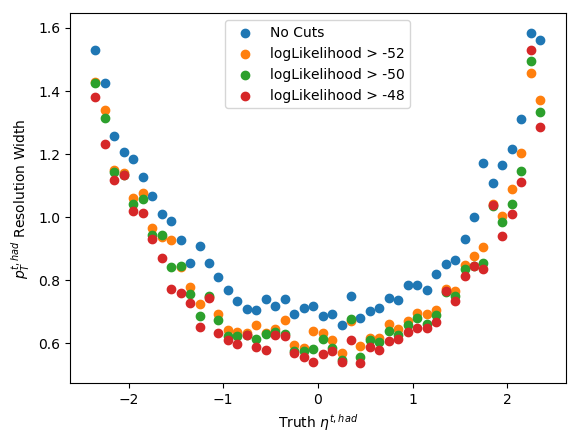 No Cuts
logLikelihood > -52
logLikelihood > -50
logLikelihood > -48
1.6
1.4
1.2
1.0
0.8
0.6
$p_T^{t,had}$ Resolution Width
−2 −1 0 1 2
Truth $\eta^{t,had}$